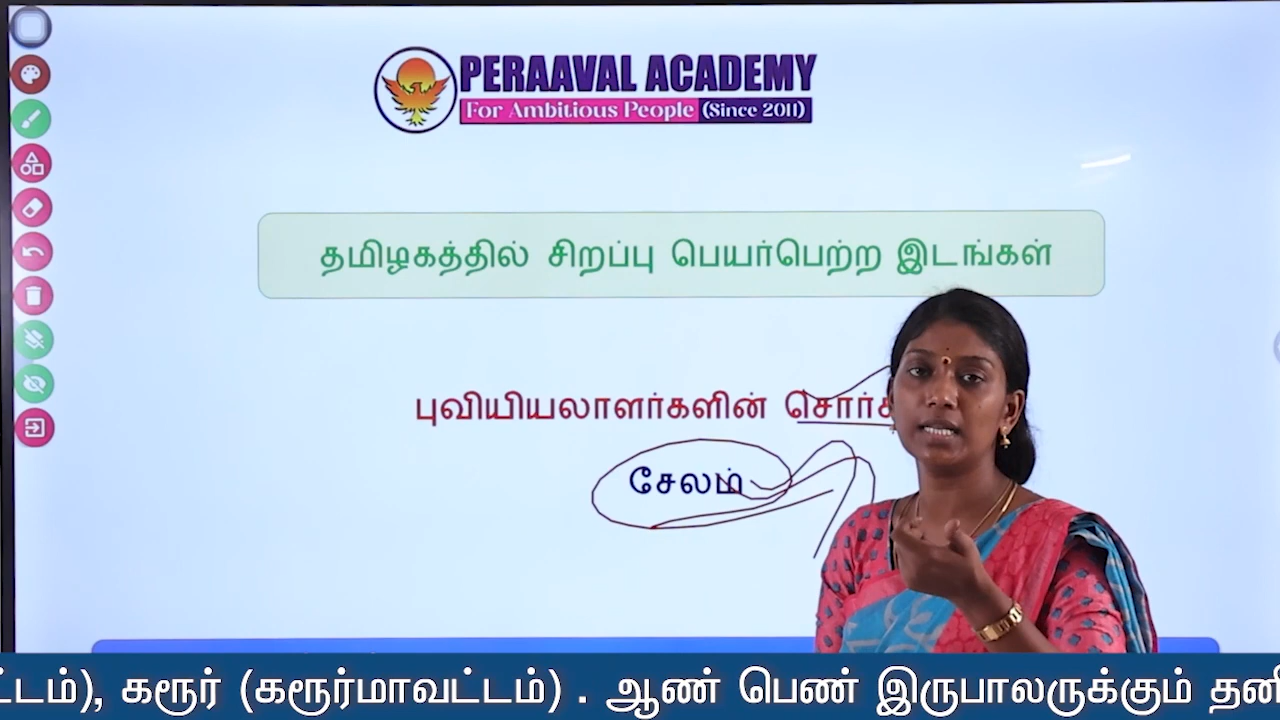 PERAAVAL ACADEMY
For Ambitious People (Since 2011)
தமிழகத்தில் சிறப்பு பெயர்பெற்ற இடங்கள்
புவியியலாளர்களின்
சேலம்
கரூர் (கரூர்மாவட்டம்) . ஆண் பெண் இருபாலருக்கும்